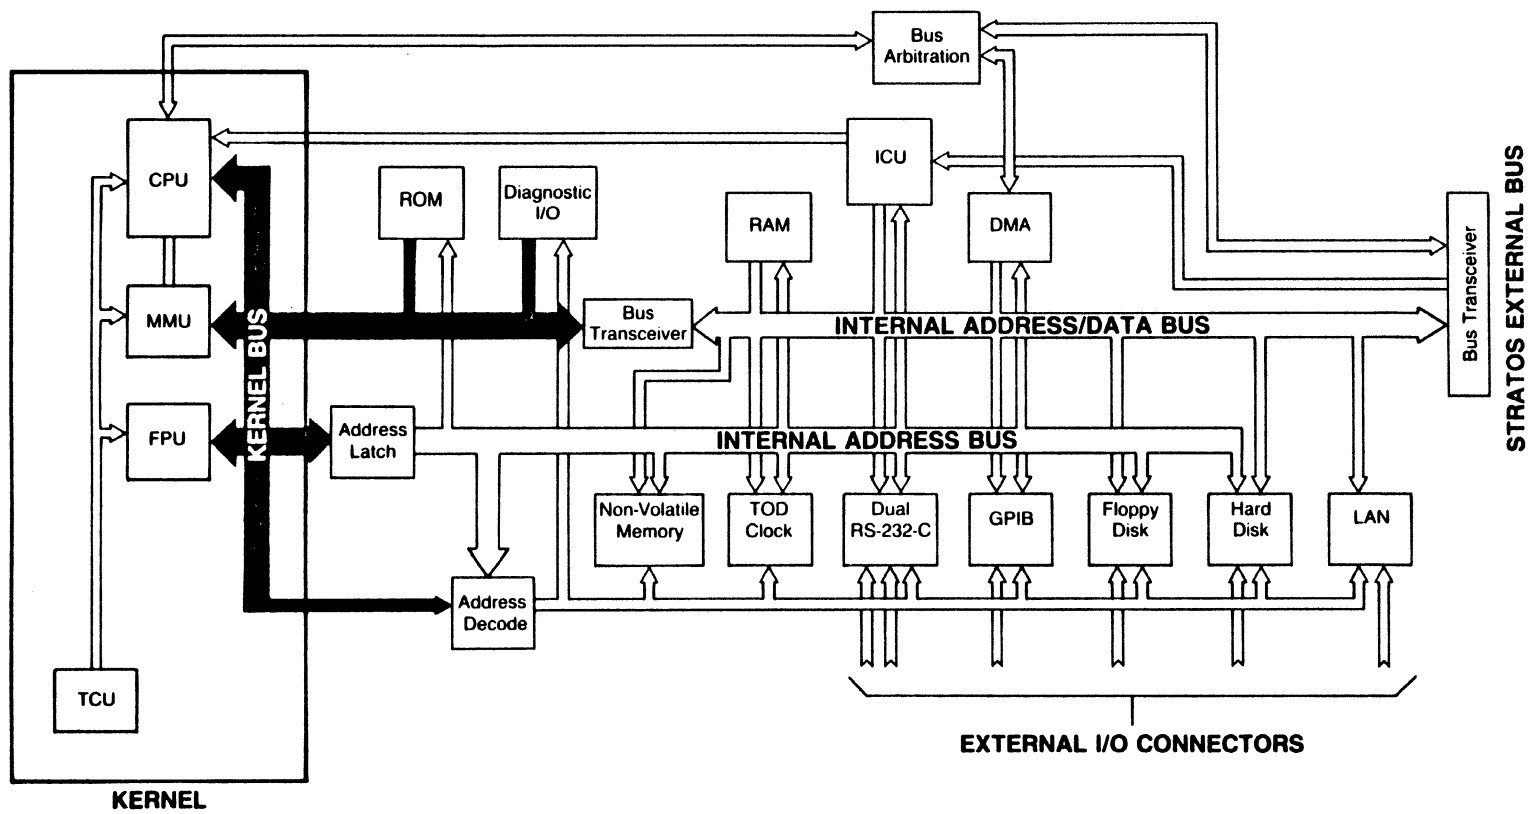 Bus
Arbitration
CPU
ICU
ROM
Diagnostic
I/O
RAM
DMA
MMU
KERNEL BUS
Bus
Transceiver
INTERNAL ADDRESS/DATA BUS
Bus Transceiver
STRATOS EXTERNAL BUS
FPU
Address
Latch
INTERNAL ADDRESS BUS
Non-Volatile
Memory
TOD
Clock
Dual
RS-232-C
GPIB
Floppy
Disk
Hard
Disk
LAN
Address
Decode
TCU
EXTERNAL I/O CONNECTORS
KERNEL